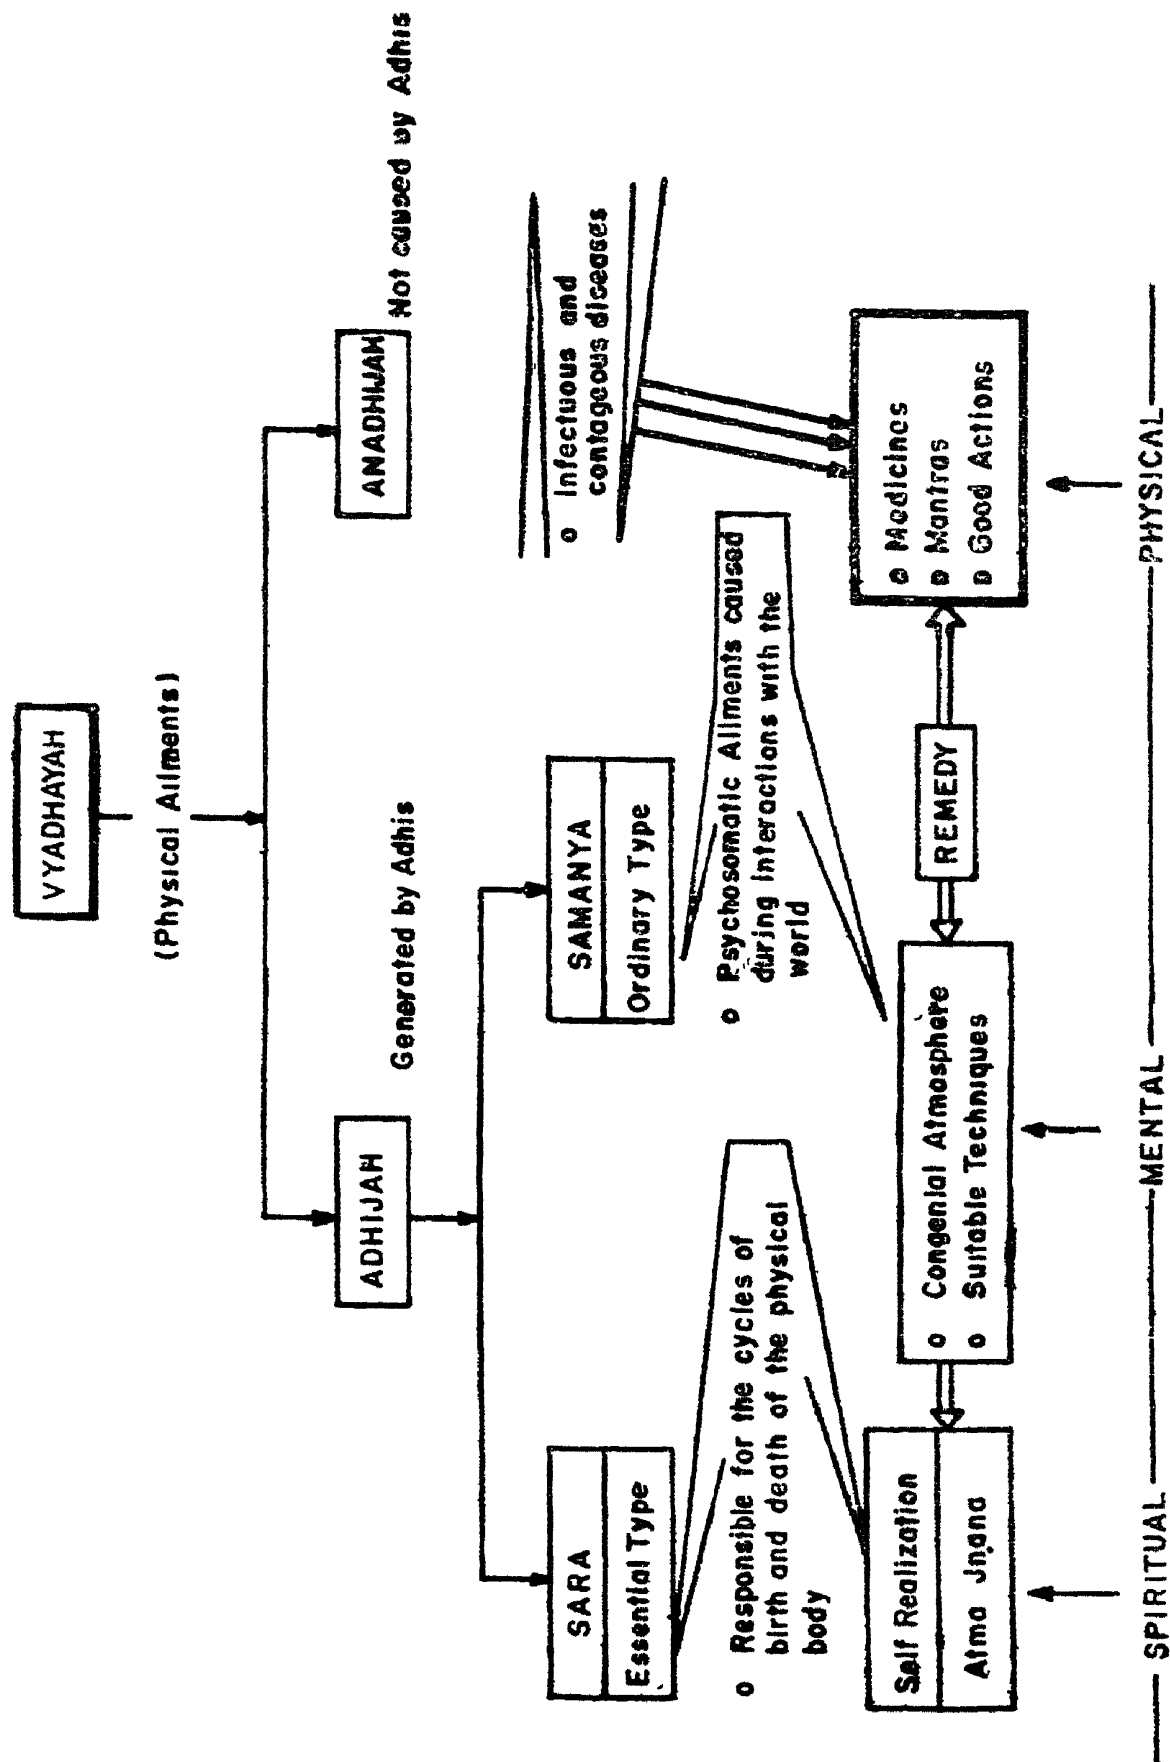 VYADHAYAH
(Physical Ailments)
ADHIJAH
Generated by Adhis
ANADHIJAH
Not caused by Adhis
SARA
Essential Type
SAMANYA
Ordinary Type
o Responsible for the cycles of
birth and death of the physical
body
o Psychosomatic Ailments caused
during interactions with the
world
o Infectuous and
contageous diseases
Self Realization
Atma Jnana
o Congenial Atmosphere
o Suitable Techniques
REMEDY
o Medicines
o Mantras
o Good Actions
SPIRITUAL
MENTAL
PHYSICAL